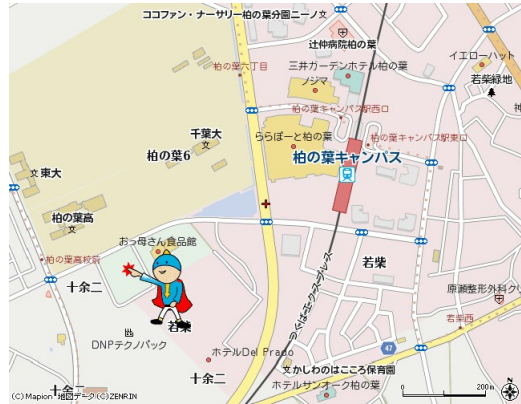 ココファン・ナーサリー柏の葉分園ニーノ文
辻仲病院柏の葉
イエローハット
三井ガーデンホテル柏の葉
柏の葉六丁目
ノジマ
若柴緑地
柏の葉キャンパス駅西口
神
千葉大
文
ららぽーと柏の葉
柏の葉キャンパス駅東口
柏の葉6
柏の葉キャンパス
文東大
柏の葉高
文
おっ母さん食品館
柏の葉高校前
若柴
十余二
つくばエクスプレス
原瀬整形外科クリ
若柴
若柴西
DNPテクノパック
47
ホテルDel Prado
文かしわのはこころ保育園
十余二
十余二
ホテルサンオーク柏の葉
(C)Mapion 地図データ(C)ZENRIN
0
200m